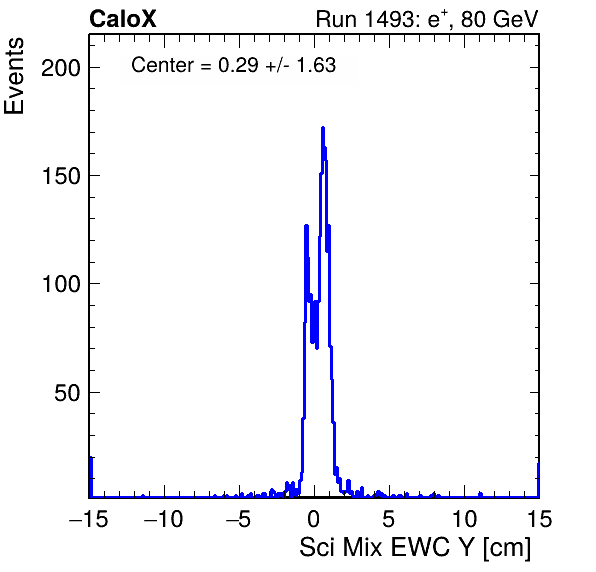 CaloX Run 1493: e⁺, 80 GeV
Events
Center = 0.29 +/- 1.63
200
150
100
50
−15 −10 −5 0 5 10 15
Sci Mix EWC Y [cm]